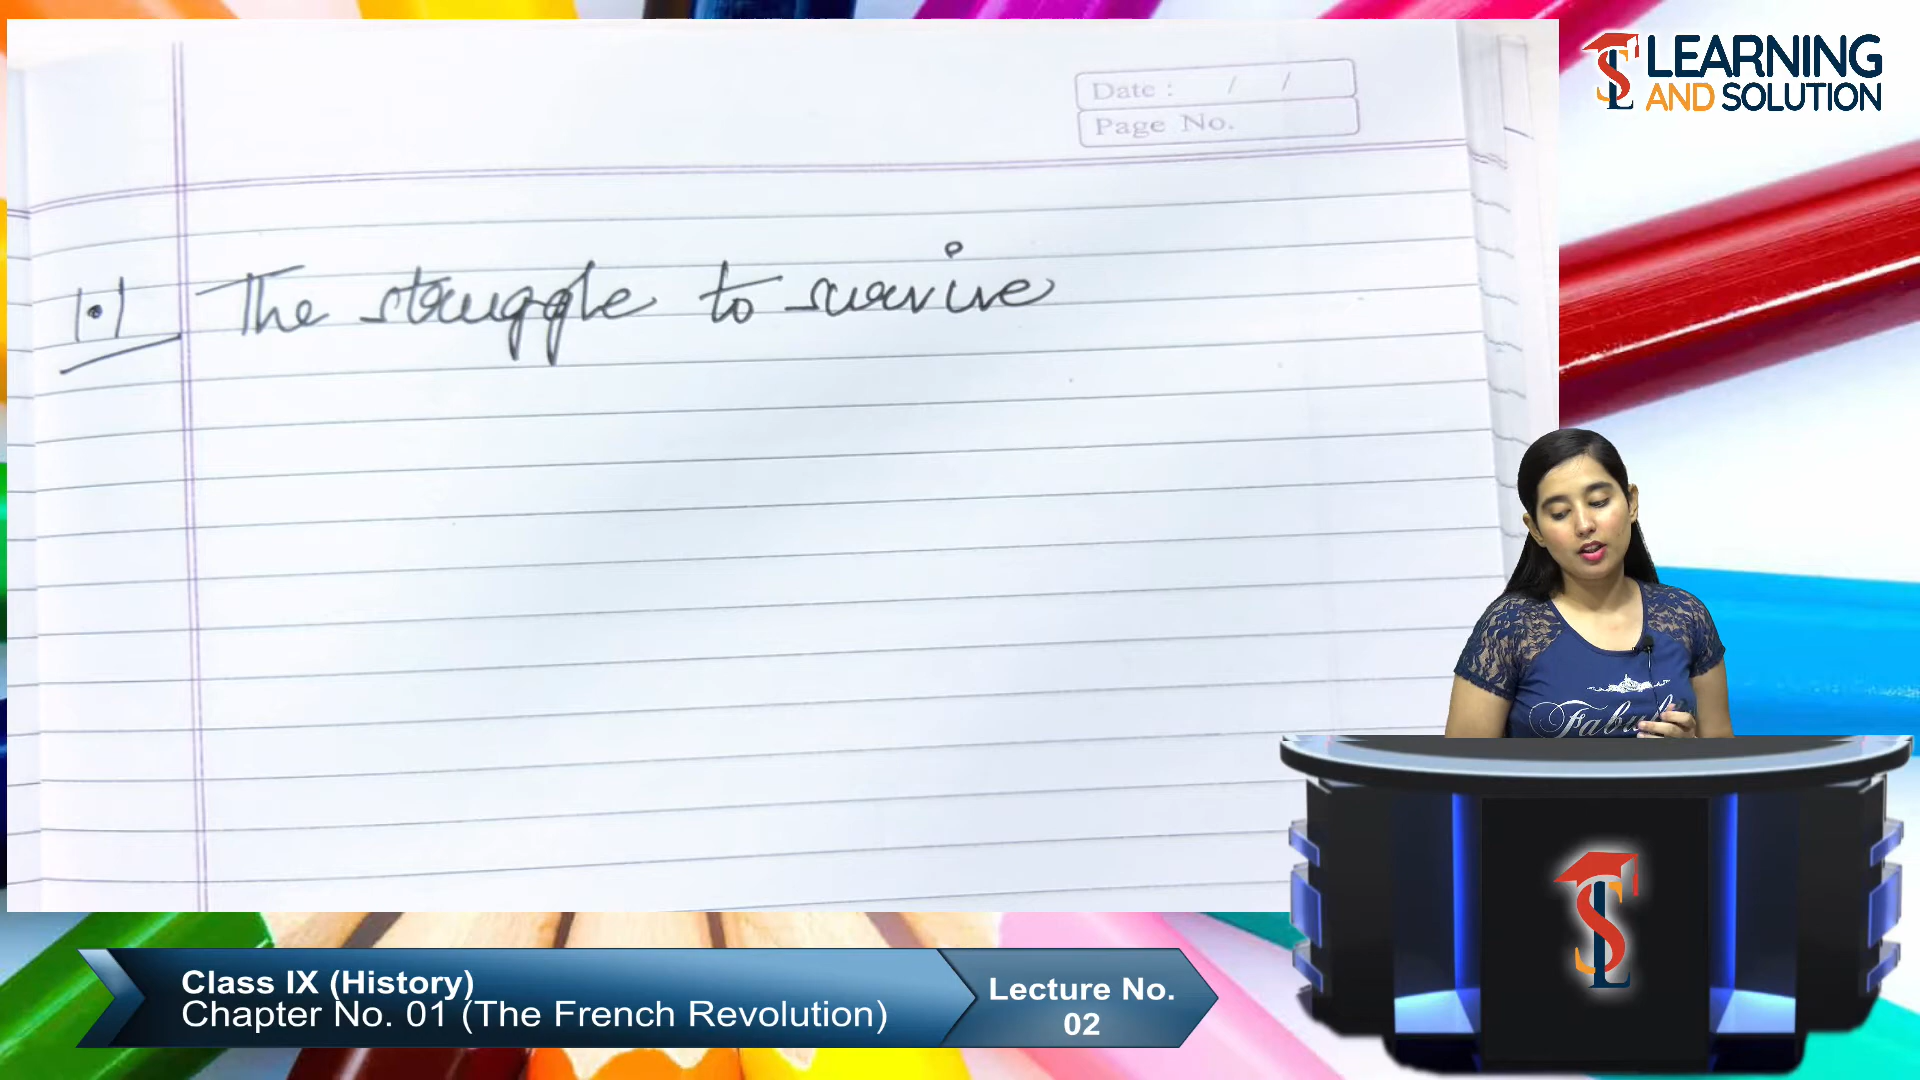 LEARNING
AND SOLUTION
Date : / /
Page No.
1.1 The struggle to survive
Class IX (History)
Chapter No. 01 (The French Revolution)
Lecture No.
02